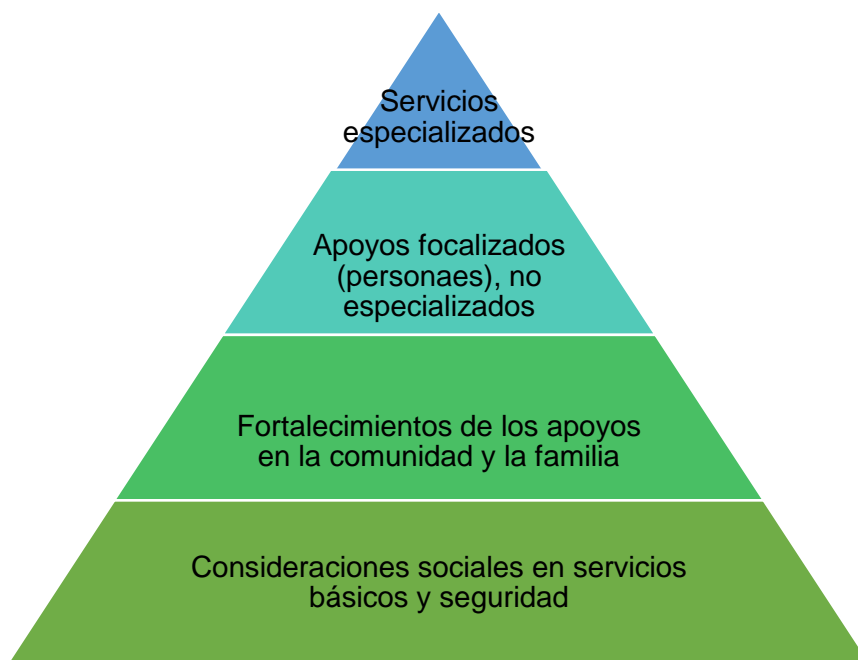 Servicios
especializados
Apoyos focalizados
(personaes), no
especializados
Fortalecimientos de los apoyos
en la comunidad y la familia
Consideraciones sociales en servicios
básicos y seguridad